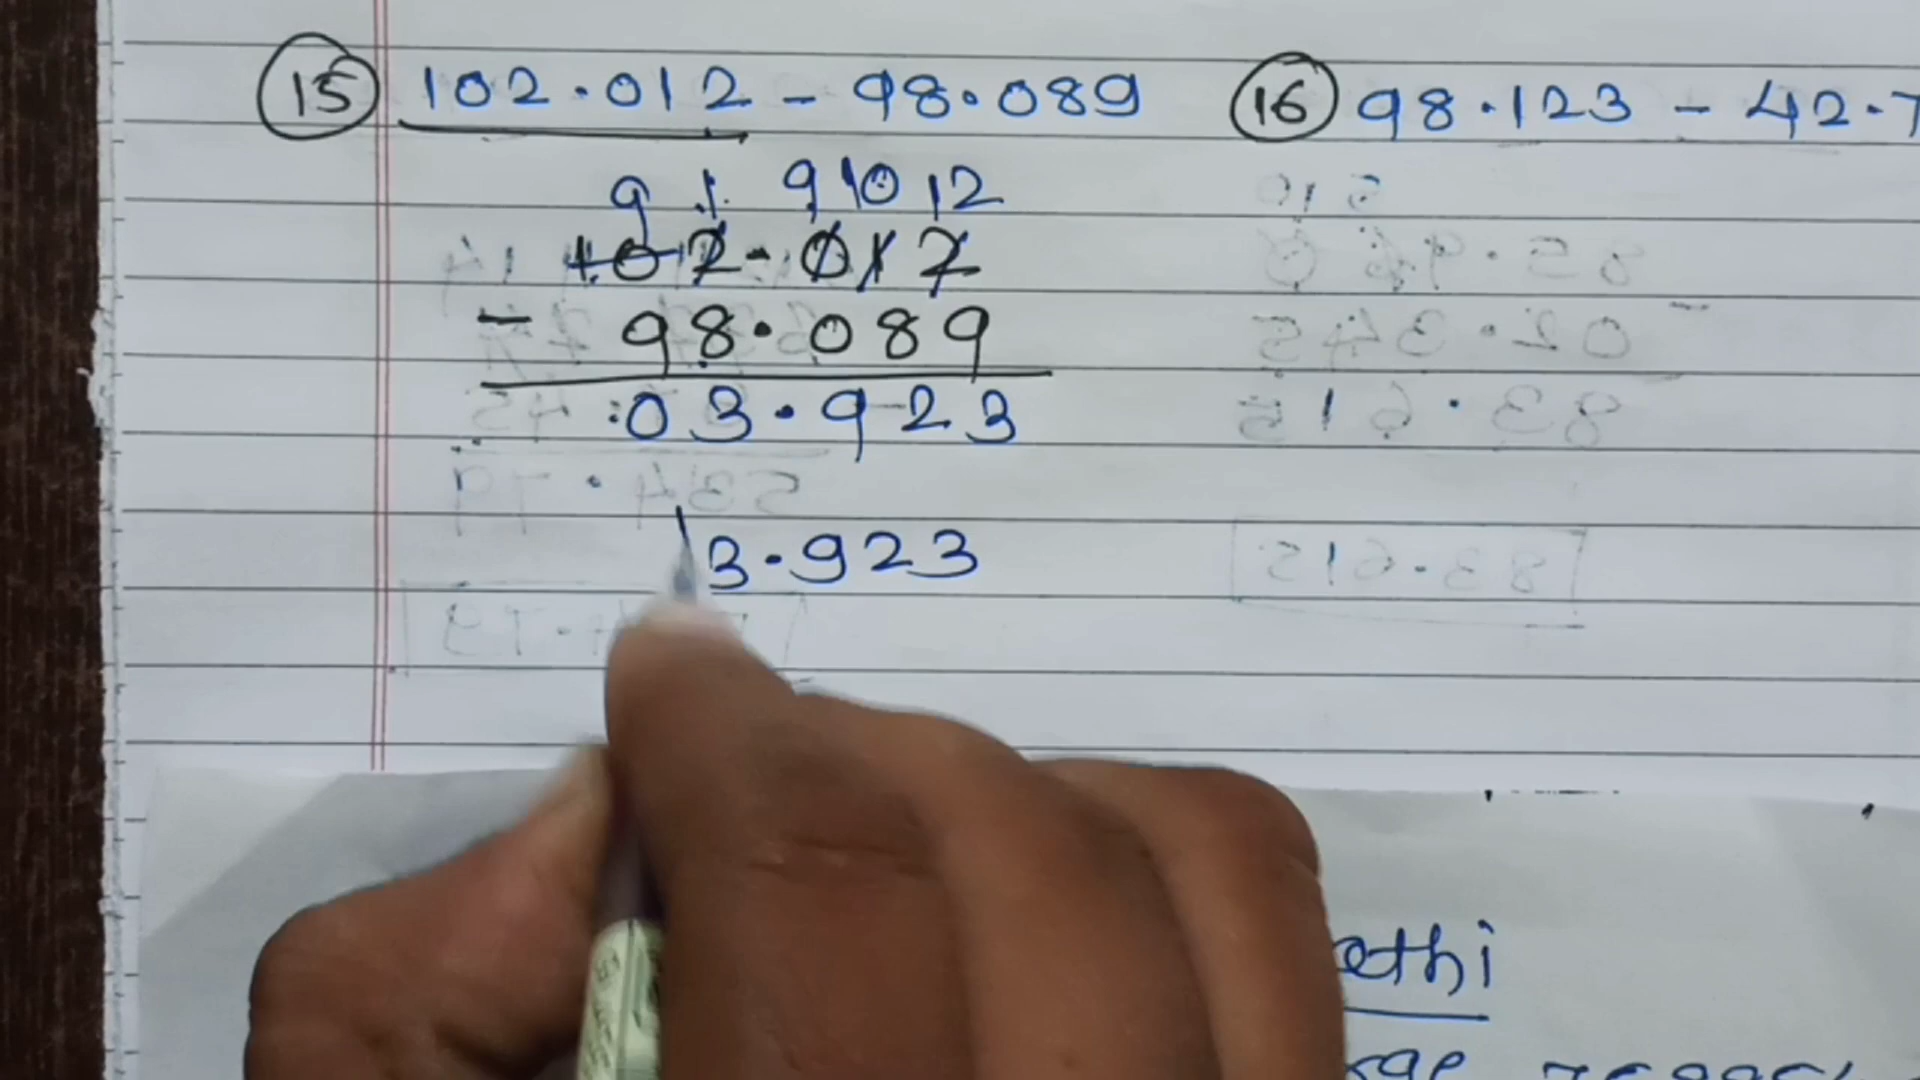 15 102.012 - 98.089
9 1 9 10 12
102.012
- 98.089
03.923
3.923
16 98.123 - 42.7
ethi